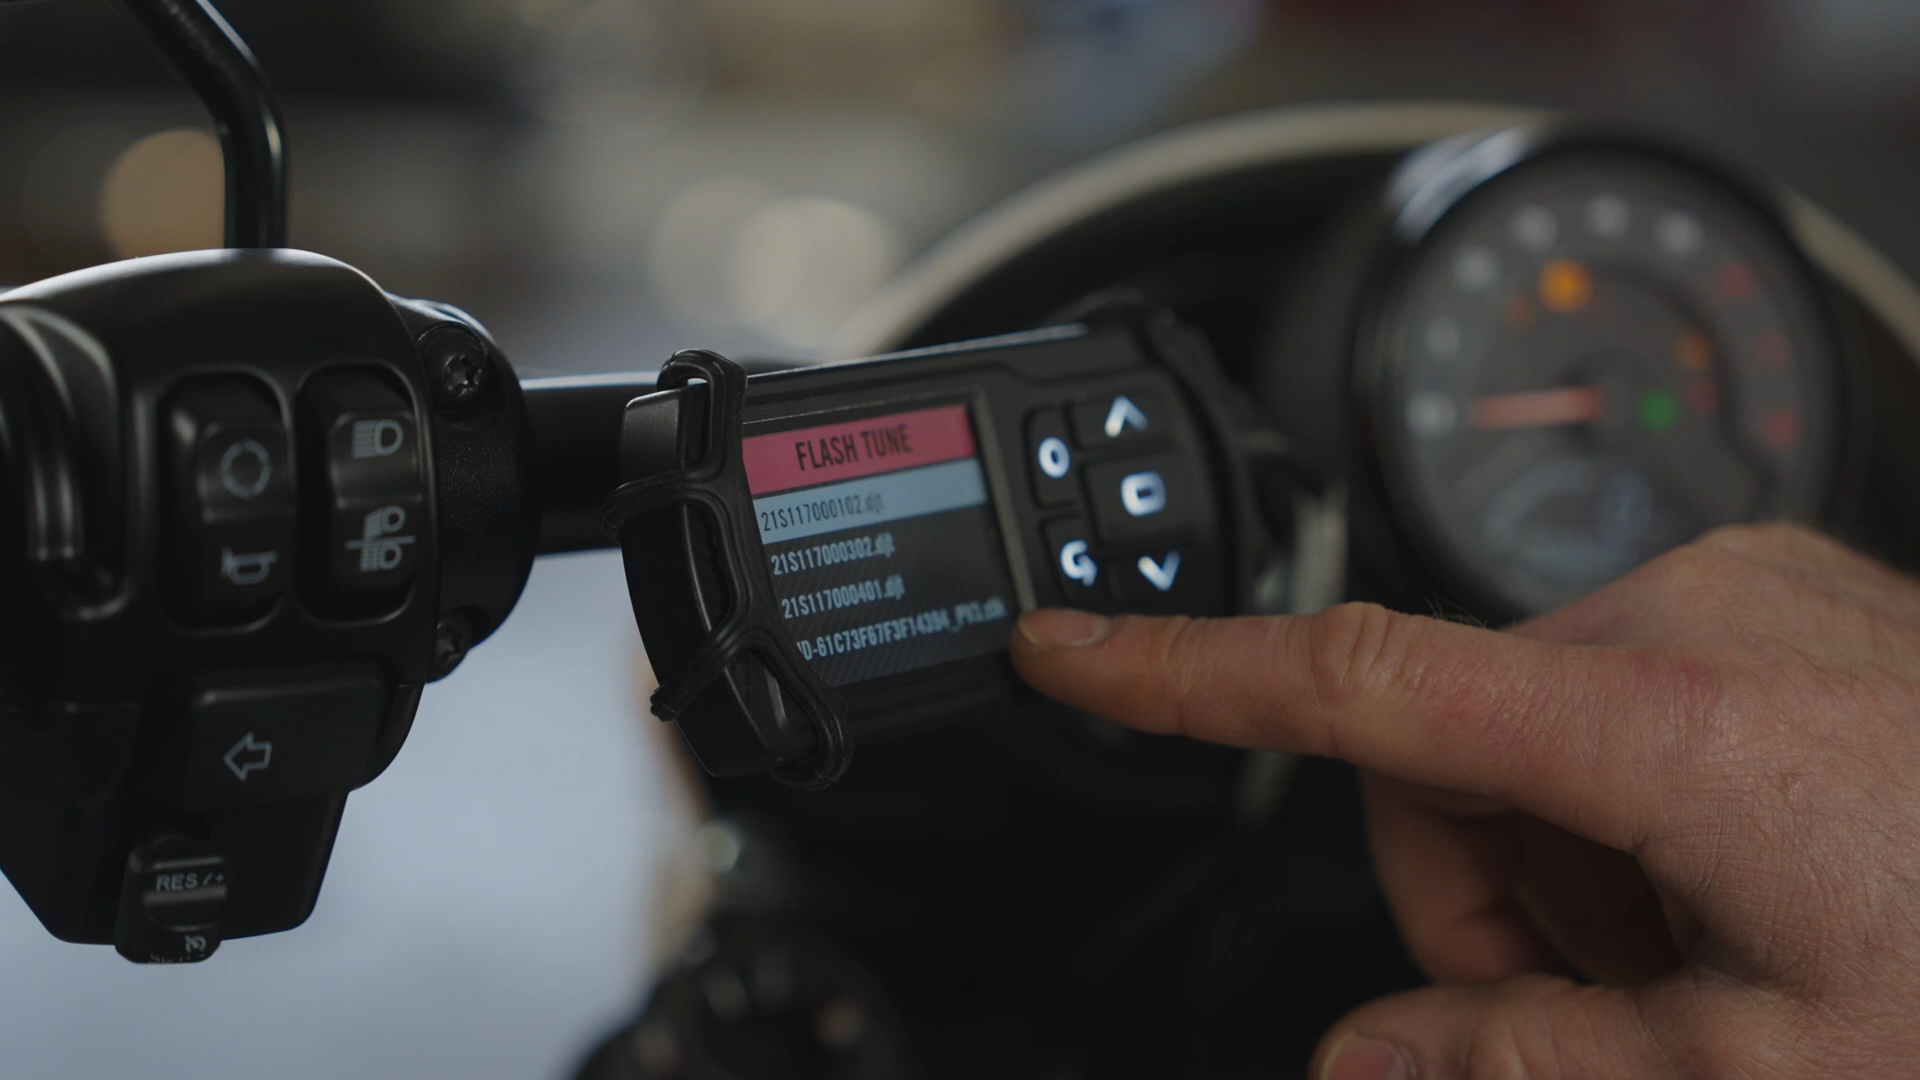 FLASH TUNE
21S117000102.djt
21S117000302.djt
21S117000401.djt
RES/+